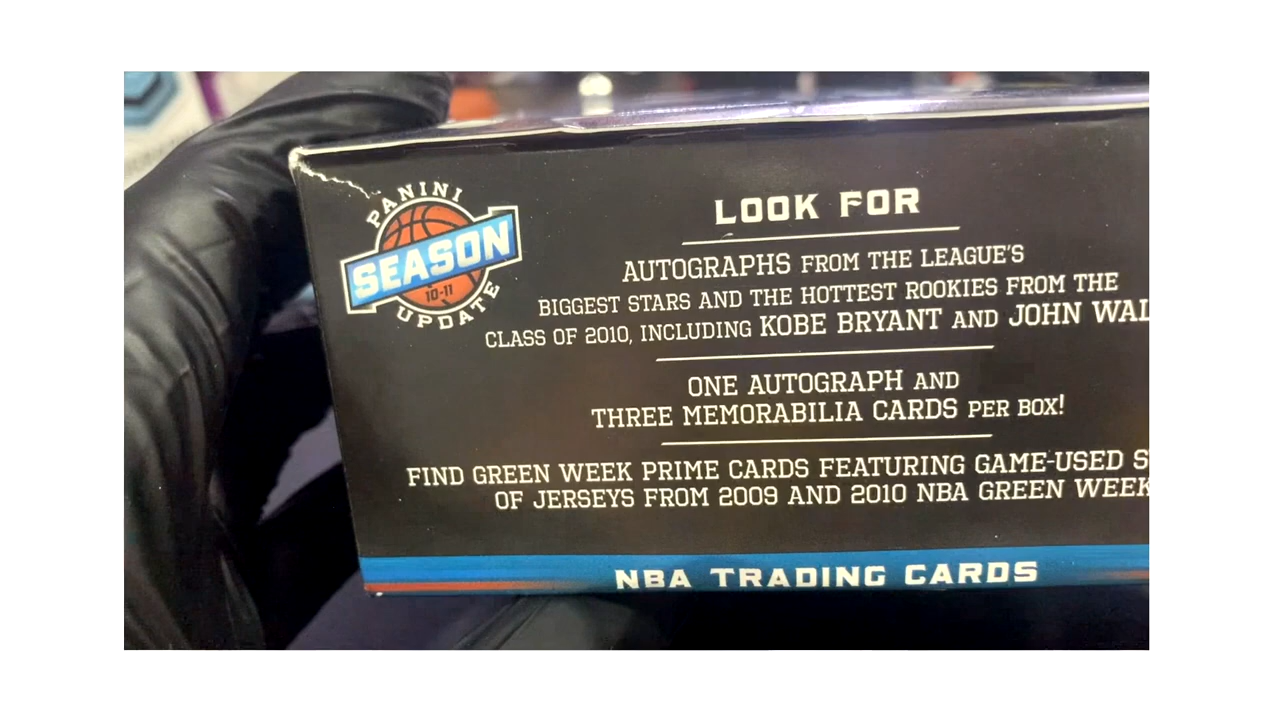 PANINI
SEASON
10-11
UPDATE
LOOK FOR
AUTOGRAPHS FROM THE LEAGUE'S
BIGGEST STARS AND THE HOTTEST ROOKIES FROM THE
CLASS OF 2010, INCLUDING KOBE BRYANT AND JOHN WAL
ONE AUTOGRAPH AND
THREE MEMORABILIA CARDS PER BOX!
FIND GREEN WEEK PRIME CARDS FEATURING GAME-USED S
OF JERSEYS FROM 2009 AND 2010 NBA GREEN WEEK
NBA TRADING CARDS